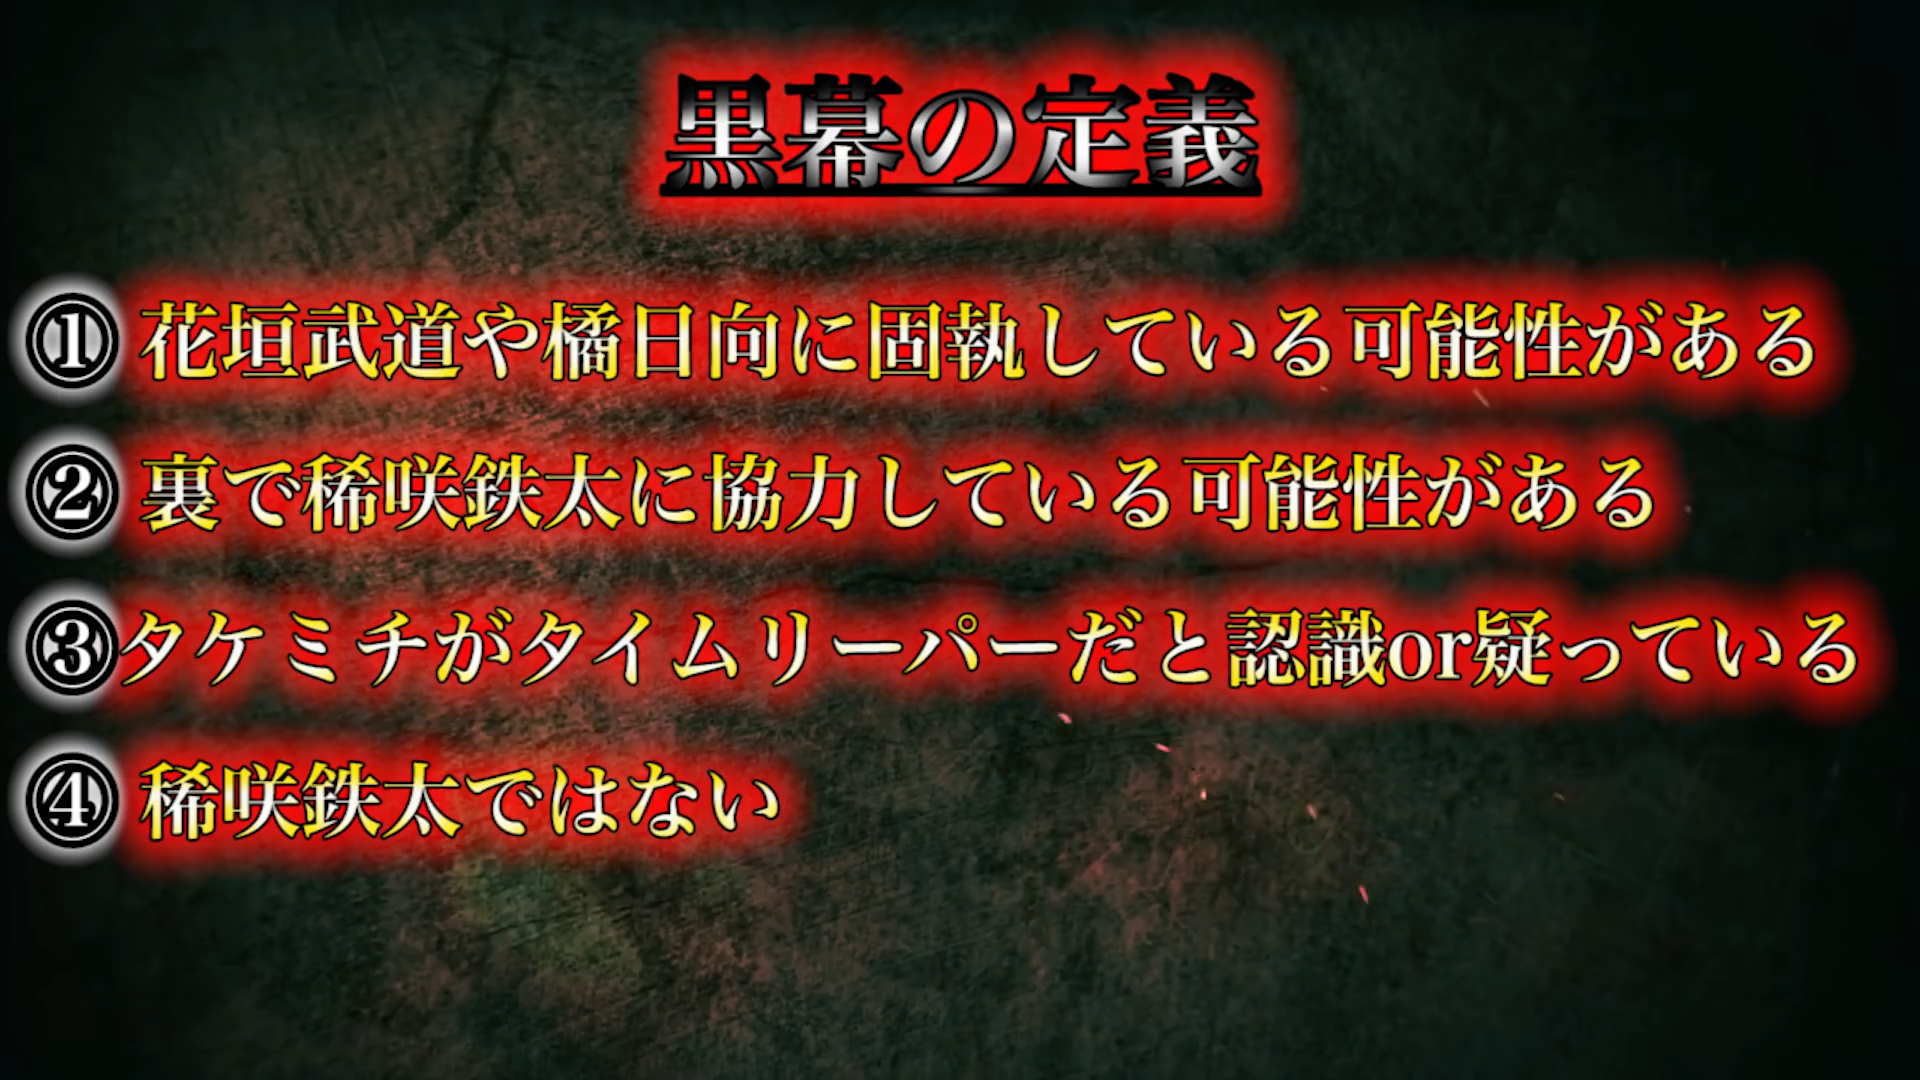 黒幕の定義
① 花垣武道や橘日向に固執している可能性がある
② 裏で稀咲鉄太に協力している可能性がある
③タケミチがタイムリーパーだと認識or疑っている
④ 稀咲鉄太ではない